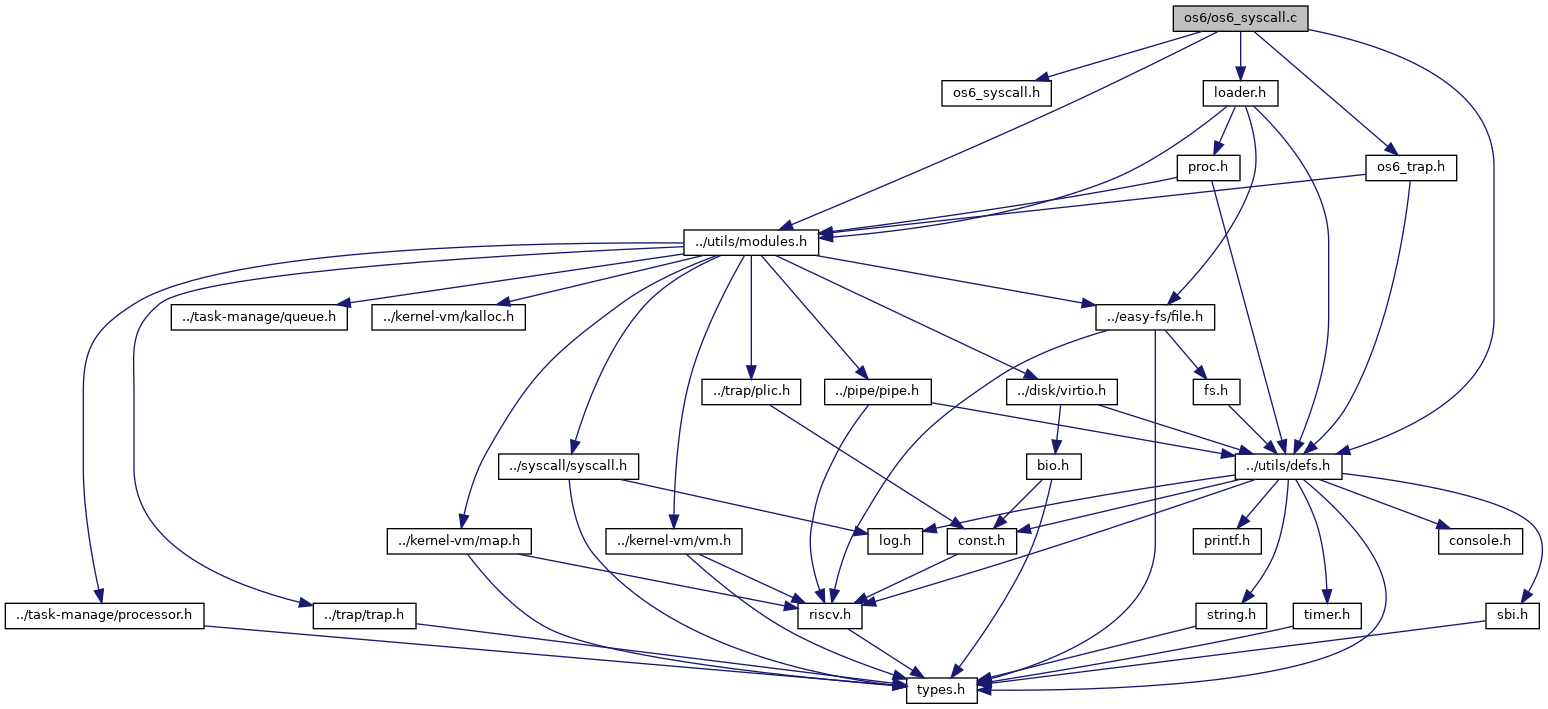 os6/os6_syscall.c
os6_syscall.h
loader.h
proc.h
os6_trap.h
../utils/modules.h
../task-manage/queue.h
../kernel-vm/kalloc.h
../easy-fs/file.h
../trap/plic.h
../pipe/pipe.h
../disk/virtio.h
fs.h
../syscall/syscall.h
bio.h
../utils/defs.h
../kernel-vm/map.h
../kernel-vm/vm.h
log.h
const.h
printf.h
console.h
../task-manage/processor.h
../trap/trap.h
riscv.h
string.h
timer.h
sbi.h
types.h